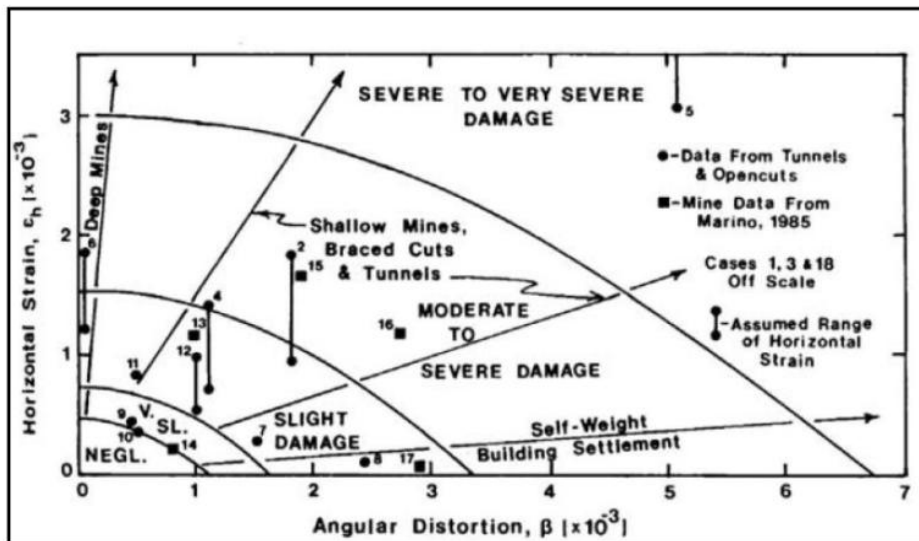 SEVERE TO VERY SEVERE
DAMAGE
3
5
Deep Mines
-Data From Tunnels
& Opencuts
-Mine Data From
Marino, 1985
Horizontal Strain, εh |×10⁻³|
Shallow Mines,
Braced Cuts
& Tunnels
2
6
2
15
Cases 1, 3 & 18
Off Scale
4
MODERATE
TO
16
13
-Assumed Range
of Horizontal
Strain
12
1
11
SEVERE DAMAGE
V.
SL.
9
10
SLIGHT
DAMAGE
7
Self-Weight
Building Settlement
NEGL.
14
8
17
0
0 1 2 3 4 5 6 7
Angular Distortion, β |×10⁻³|